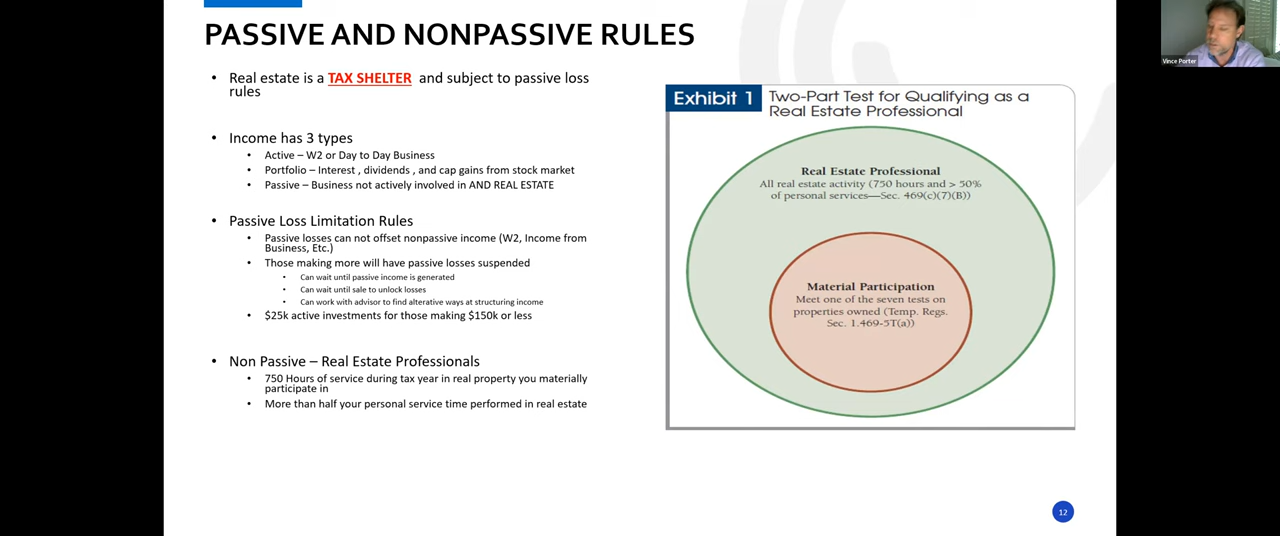 PASSIVE AND NONPASSIVE RULES
• Real estate is a TAX SHELTER and subject to passive loss
rules
• Income has 3 types
• Active – W2 or Day to Day Business
• Portfolio – Interest , dividends , and cap gains from stock market
• Passive – Business not actively involved in AND REAL ESTATE
• Passive Loss Limitation Rules
• Passive losses can not offset nonpassive income (W2, Income from
Business, Etc.)
• Those making more will have passive losses suspended
• Can wait until passive income is generated
• Can wait until sale to unlock losses
• Can work with advisor to find alterative ways at structuring income
• $25k active investments for those making $150k or less
• Non Passive – Real Estate Professionals
• 750 Hours of service during tax year in real property you materially
participate in
• More than half your personal service time performed in real estate
Exhibit 1
Two-Part Test for Qualifying as a
Real Estate Professional
Real Estate Professional
All real estate activity (750 hours and > 50%
of personal services—Sec. 469(c)(7)(B))
Material Participation
Meet one of the seven tests on
properties owned (Temp. Regs.
Sec. 1.469-5T(a))
12
Vince Porter